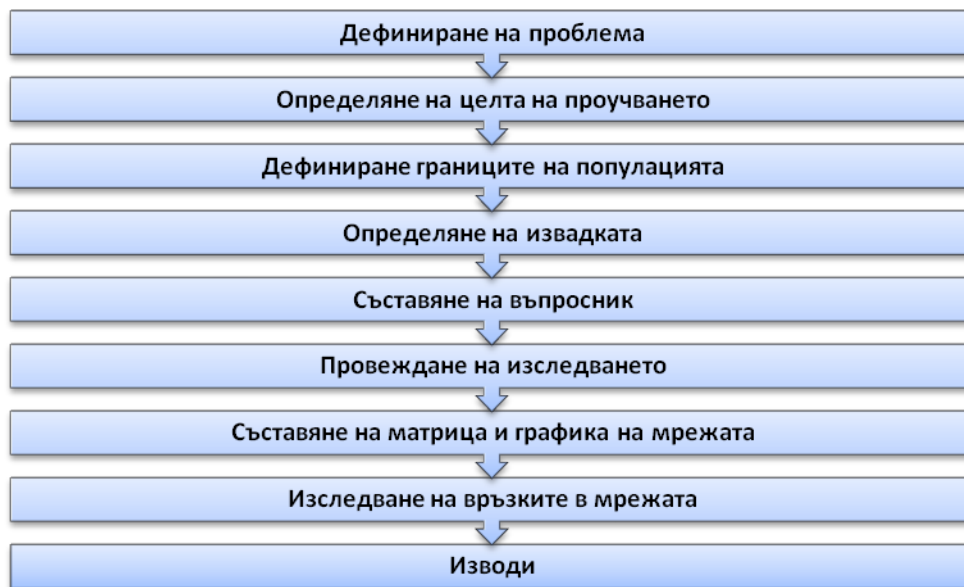 Дефиниране на проблема
Определяне на целта на проучването
Дефиниране границите на популацията
Определяне на извадката
Съставяне на въпросник
Провеждане на изследването
Съставяне на матрица и графика на мрежата
Изследване на връзките в мрежата
Изводи